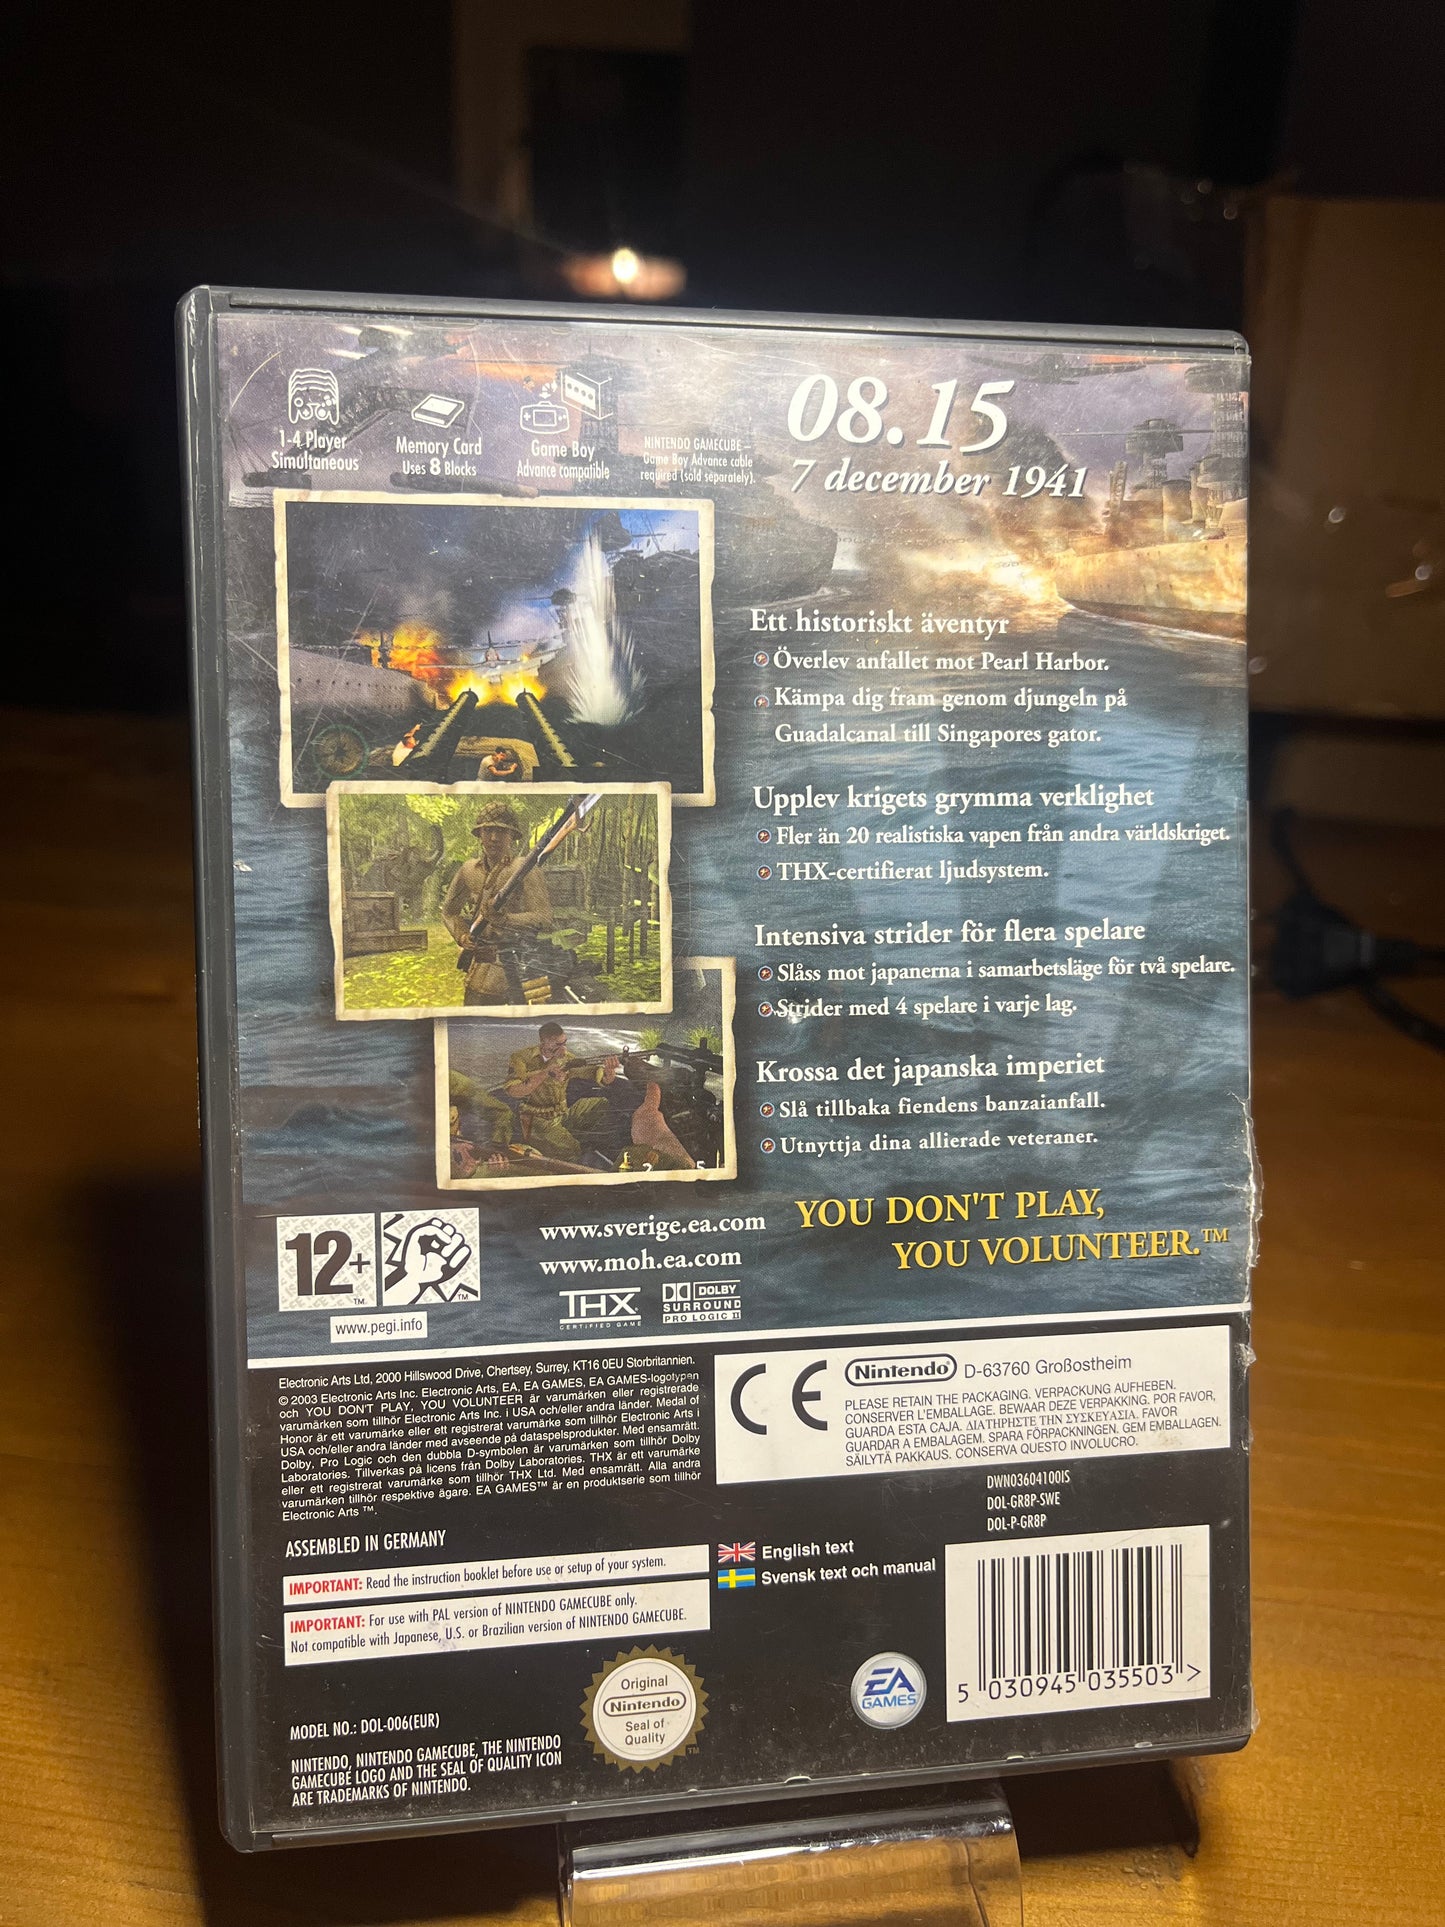 1-4 Player
Simultaneous
Memory Card
Uses 8 Blocks
Game Boy
Advance compatible
NINTENDO GAMECUBE –
Game Boy Advance cable
required (sold separately).
08.15
7 december 1941
Ett historiskt äventyr
Överlev anfallet mot Pearl Harbor.
Kämpa dig fram genom djungeln på
Guadalcanal till Singapores gator.
Upplev krigets grymma verklighet
Fler än 20 realistiska vapen från andra världskriget.
THX-certifierat ljudsystem.
Intensiva strider för flera spelare
Slåss mot japanerna i samarbetsläge för två spelare.
Strider med 4 spelare i varje lag.
Krossa det japanska imperiet
Slå tillbaka fiendens banzaianfall.
Utnyttja dina allierade veteraner.
YOU DON'T PLAY,
YOU VOLUNTEER.™
12+ ™
™
www.pegi.info
www.sverige.ea.com
www.moh.ea.com
THX
CERTIFIED GAME
DOLBY
SURROUND
PRO LOGIC II
Electronic Arts Ltd, 2000 Hillswood Drive, Chertsey, Surrey, KT16 0EU Storbritannien.
© 2003 Electronic Arts Inc. Electronic Arts, EA, EA GAMES, EA GAMES-logotypen
och YOU DON'T PLAY, YOU VOLUNTEER är varumärken eller registrerade
varumärken som tillhör Electronic Arts Inc. i USA och/eller andra länder. Medal of
Honor är ett varumärke eller ett registrerat varumärke som tillhör Electronic Arts i
USA och/eller andra länder med avseende på dataspelsprodukter. Med ensamrätt.
Dolby, Pro Logic och den dubbla D-symbolen är varumärken som tillhör Dolby
Laboratories. Tillverkas på licens från Dolby Laboratories. THX är ett varumärke
eller ett registrerat varumärke som tillhör THX Ltd. Med ensamrätt. Alla andra
varumärken tillhör respektive ägare. EA GAMES™ är en produktserie som tillhör
Electronic Arts ™.
CE
Nintendo® D-63760 Großostheim
PLEASE RETAIN THE PACKAGING. VERPACKUNG AUFHEBEN.
CONSERVER L'EMBALLAGE. BEWAAR DEZE VERPAKKING. POR FAVOR,
GUARDA ESTA CAJA. ΔΙΑΤΗΡΗΣΤΕ ΤΗΝ ΣΥΣΚΕΥΑΣΙΑ. FAVOR
GUARDAR A EMBALAGEM. SPARA FÖRPACKNINGEN. GEM EMBALLAGEN.
SÄILYTÄ PAKKAUS. CONSERVA QUESTO INVOLUCRO.
DWN03604100IS
DOL-GR8P-SWE
DOL-P-GR8P
ASSEMBLED IN GERMANY
IMPORTANT: Read the instruction booklet before use or setup of your system.
IMPORTANT: For use with PAL version of NINTENDO GAMECUBE only.
Not compatible with Japanese, U.S. or Brazilian version of NINTENDO GAMECUBE.
English text
Svensk text och manual
5 030945 035503 >
Original
Nintendo®
Seal of
Quality
™
EA
GAMES
MODEL NO.: DOL-006(EUR)
NINTENDO, NINTENDO GAMECUBE, THE NINTENDO
GAMECUBE LOGO AND THE SEAL OF QUALITY ICON
ARE TRADEMARKS OF NINTENDO.